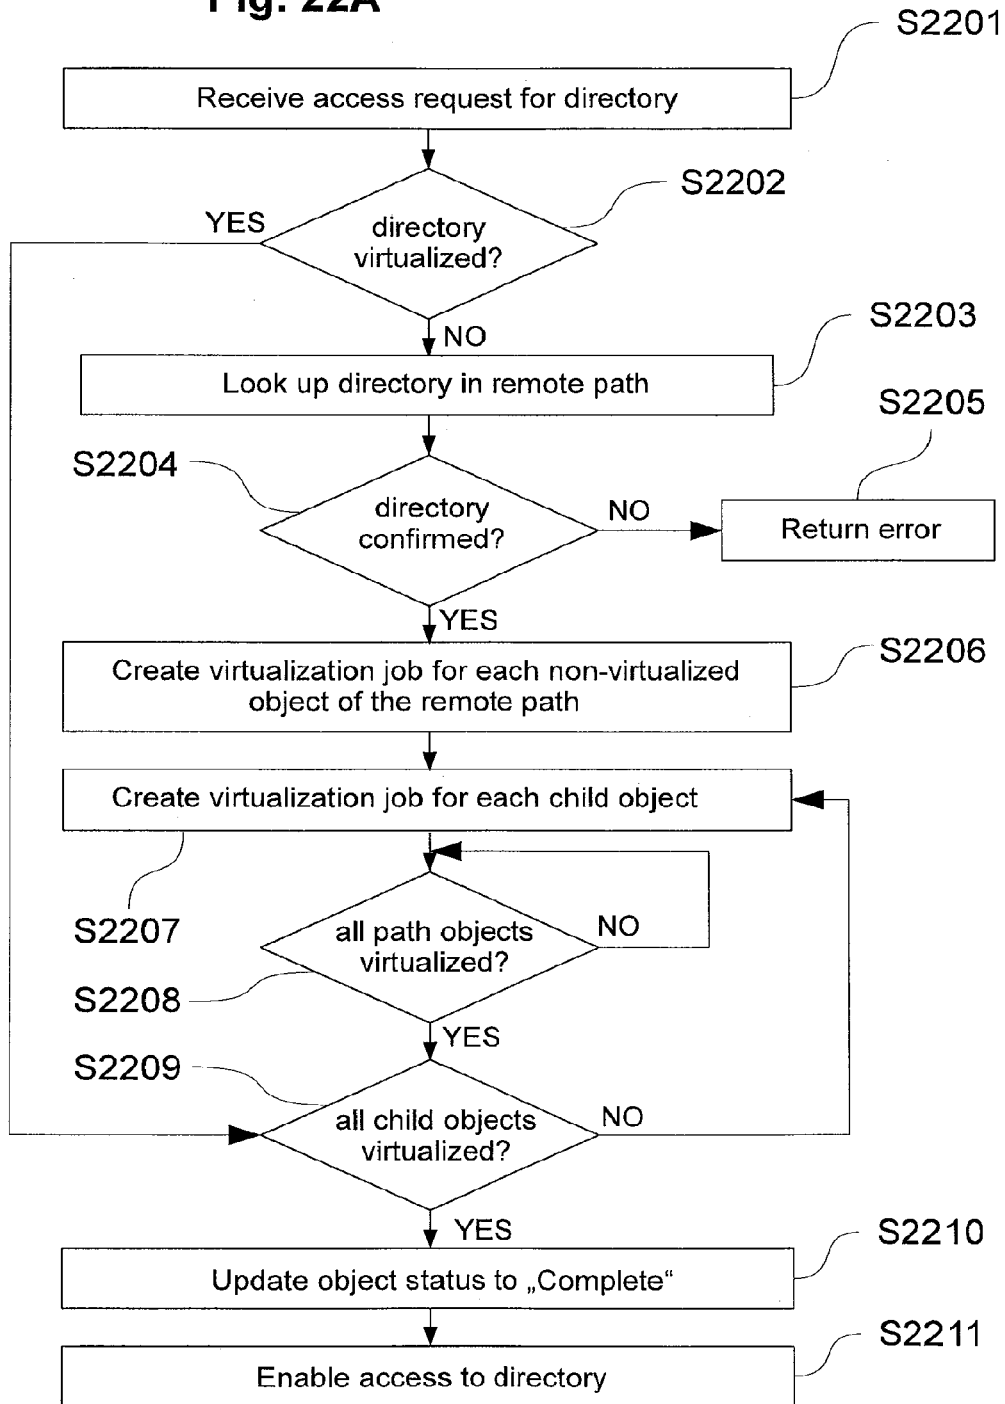 Fig. 22A
S2201
Receive access request for directory
S2202
YES
directory
virtualized?
NO
S2203
Look up directory in remote path
S2205
S2204
directory
confirmed?
NO
Return error
YES
S2206
Create virtualization job for each non-virtualized
object of the remote path
Create virtualization job for each child object
S2207
all path objects
virtualized?
NO
S2208
YES
S2209
all child objects
virtualized?
NO
YES
S2210
Update object status to „Complete“
S2211
Enable access to directory